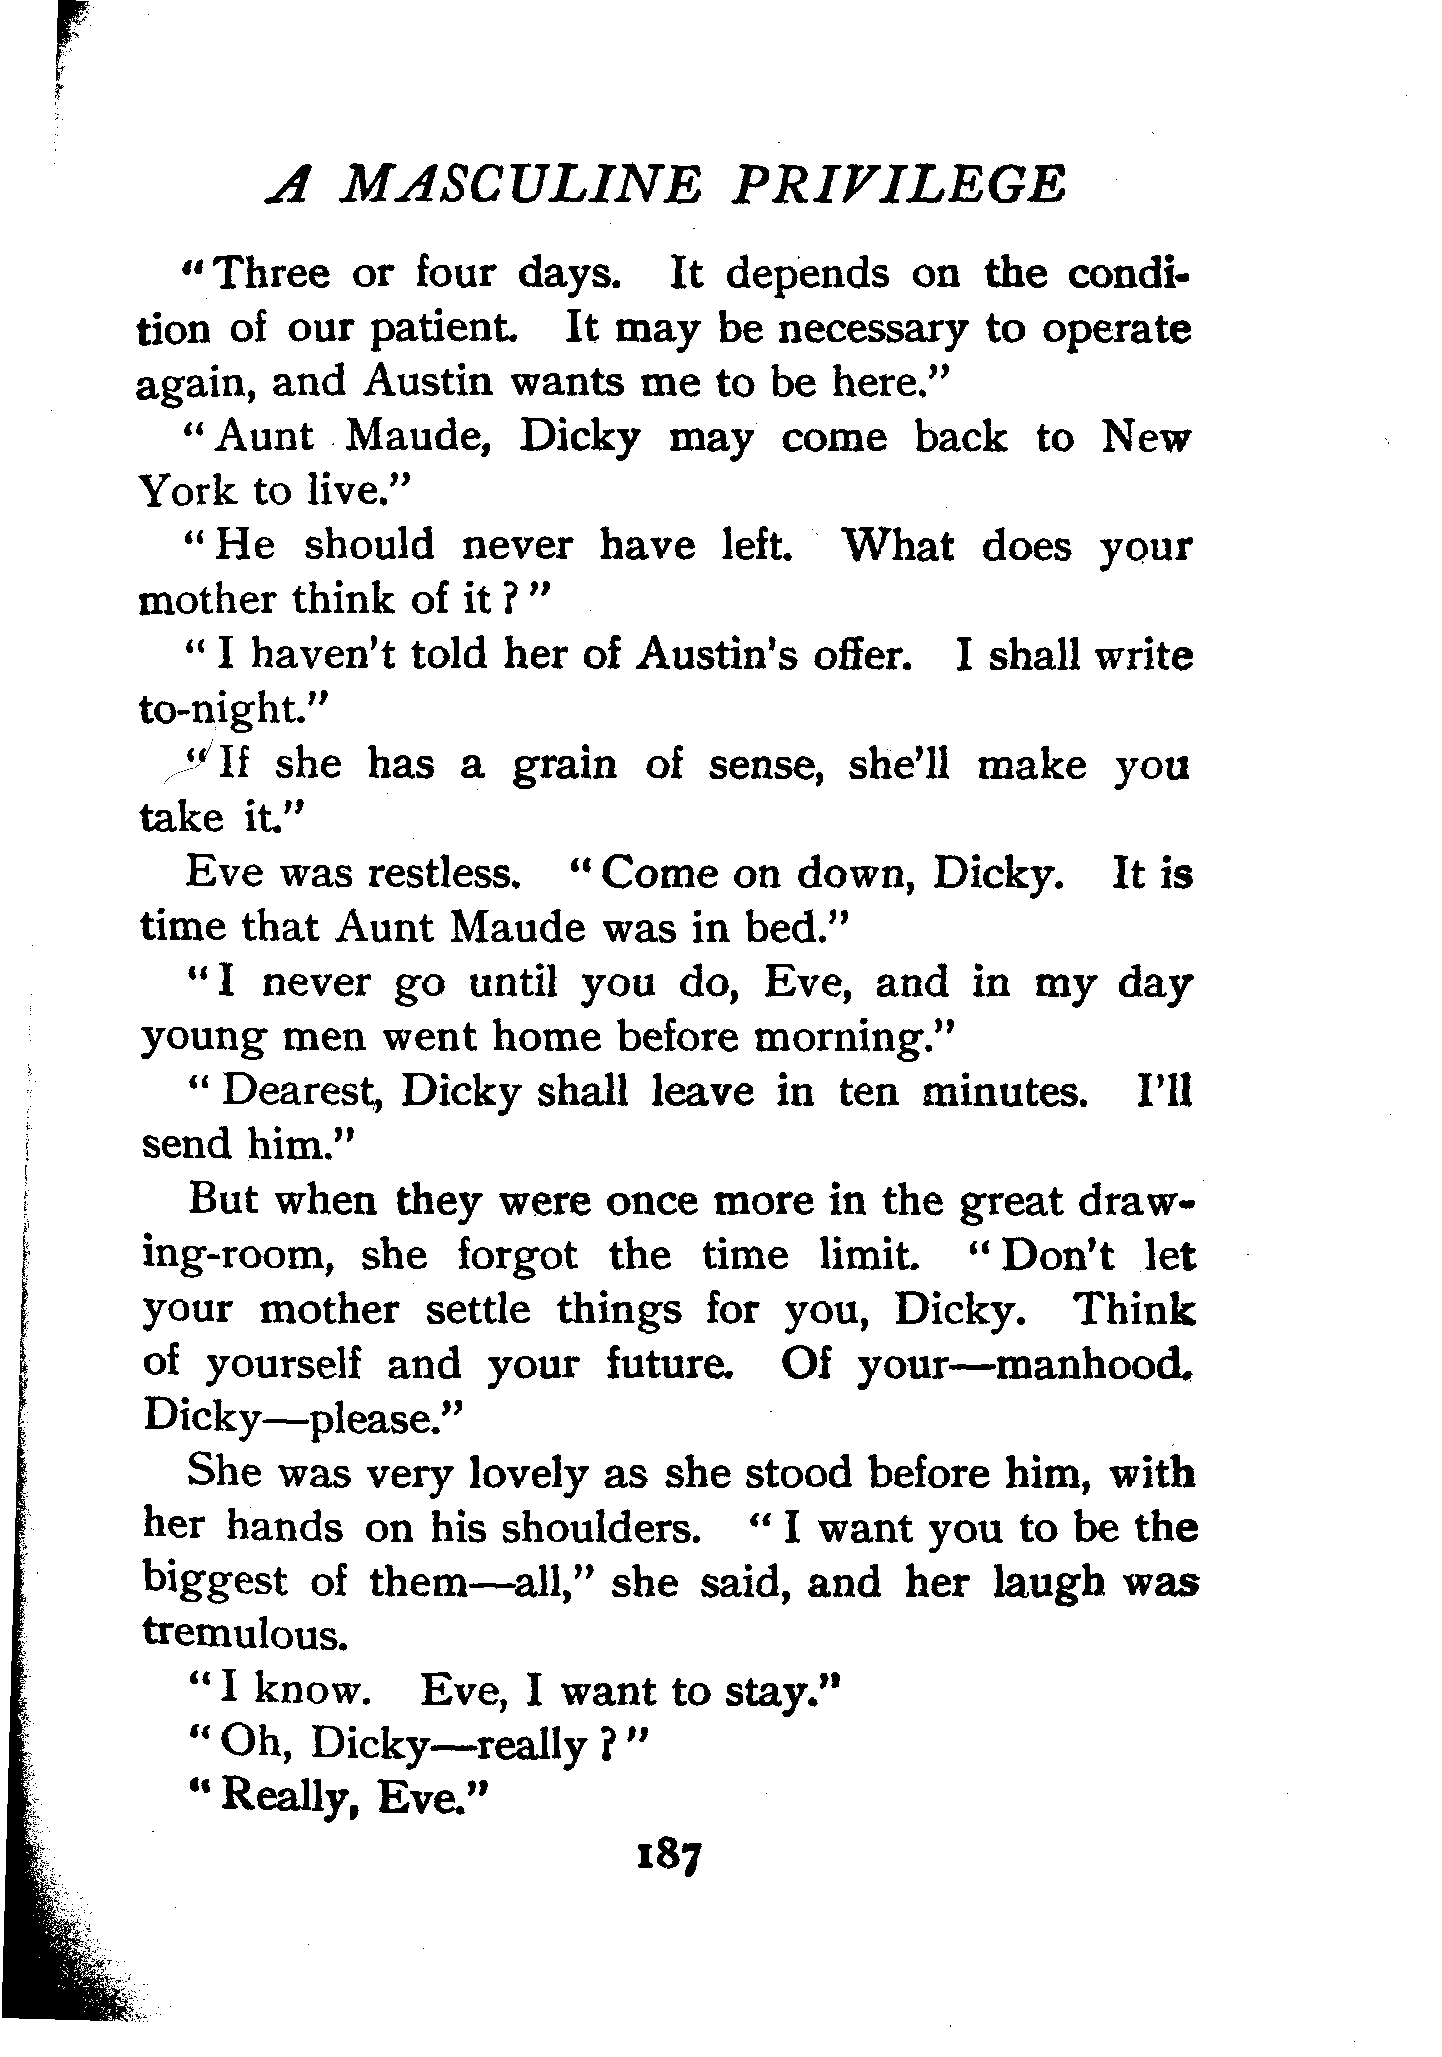 A MASCULINE PRIVILEGE
"Three or four days. It depends on the condi-
tion of our patient. It may be necessary to operate
again, and Austin wants me to be here."
"Aunt Maude, Dicky may come back to New
York to live."
"He should never have left. What does your
mother think of it?"
"I haven't told her of Austin's offer. I shall write
to-night."
"If she has a grain of sense, she'll make you
take it."
Eve was restless. "Come on down, Dicky. It is
time that Aunt Maude was in bed."
"I never go until you do, Eve, and in my day
young men went home before morning."
"Dearest, Dicky shall leave in ten minutes. I'll
send him."
But when they were once more in the great draw-
ing-room, she forgot the time limit. "Don't let
your mother settle things for you, Dicky. Think
of yourself and your future. Of your—manhood.
Dicky—please."
She was very lovely as she stood before him, with
her hands on his shoulders. "I want you to be the
biggest of them—all," she said, and her laugh was
tremulous.
"I know. Eve, I want to stay."
"Oh, Dicky—really?"
"Really, Eve."
187